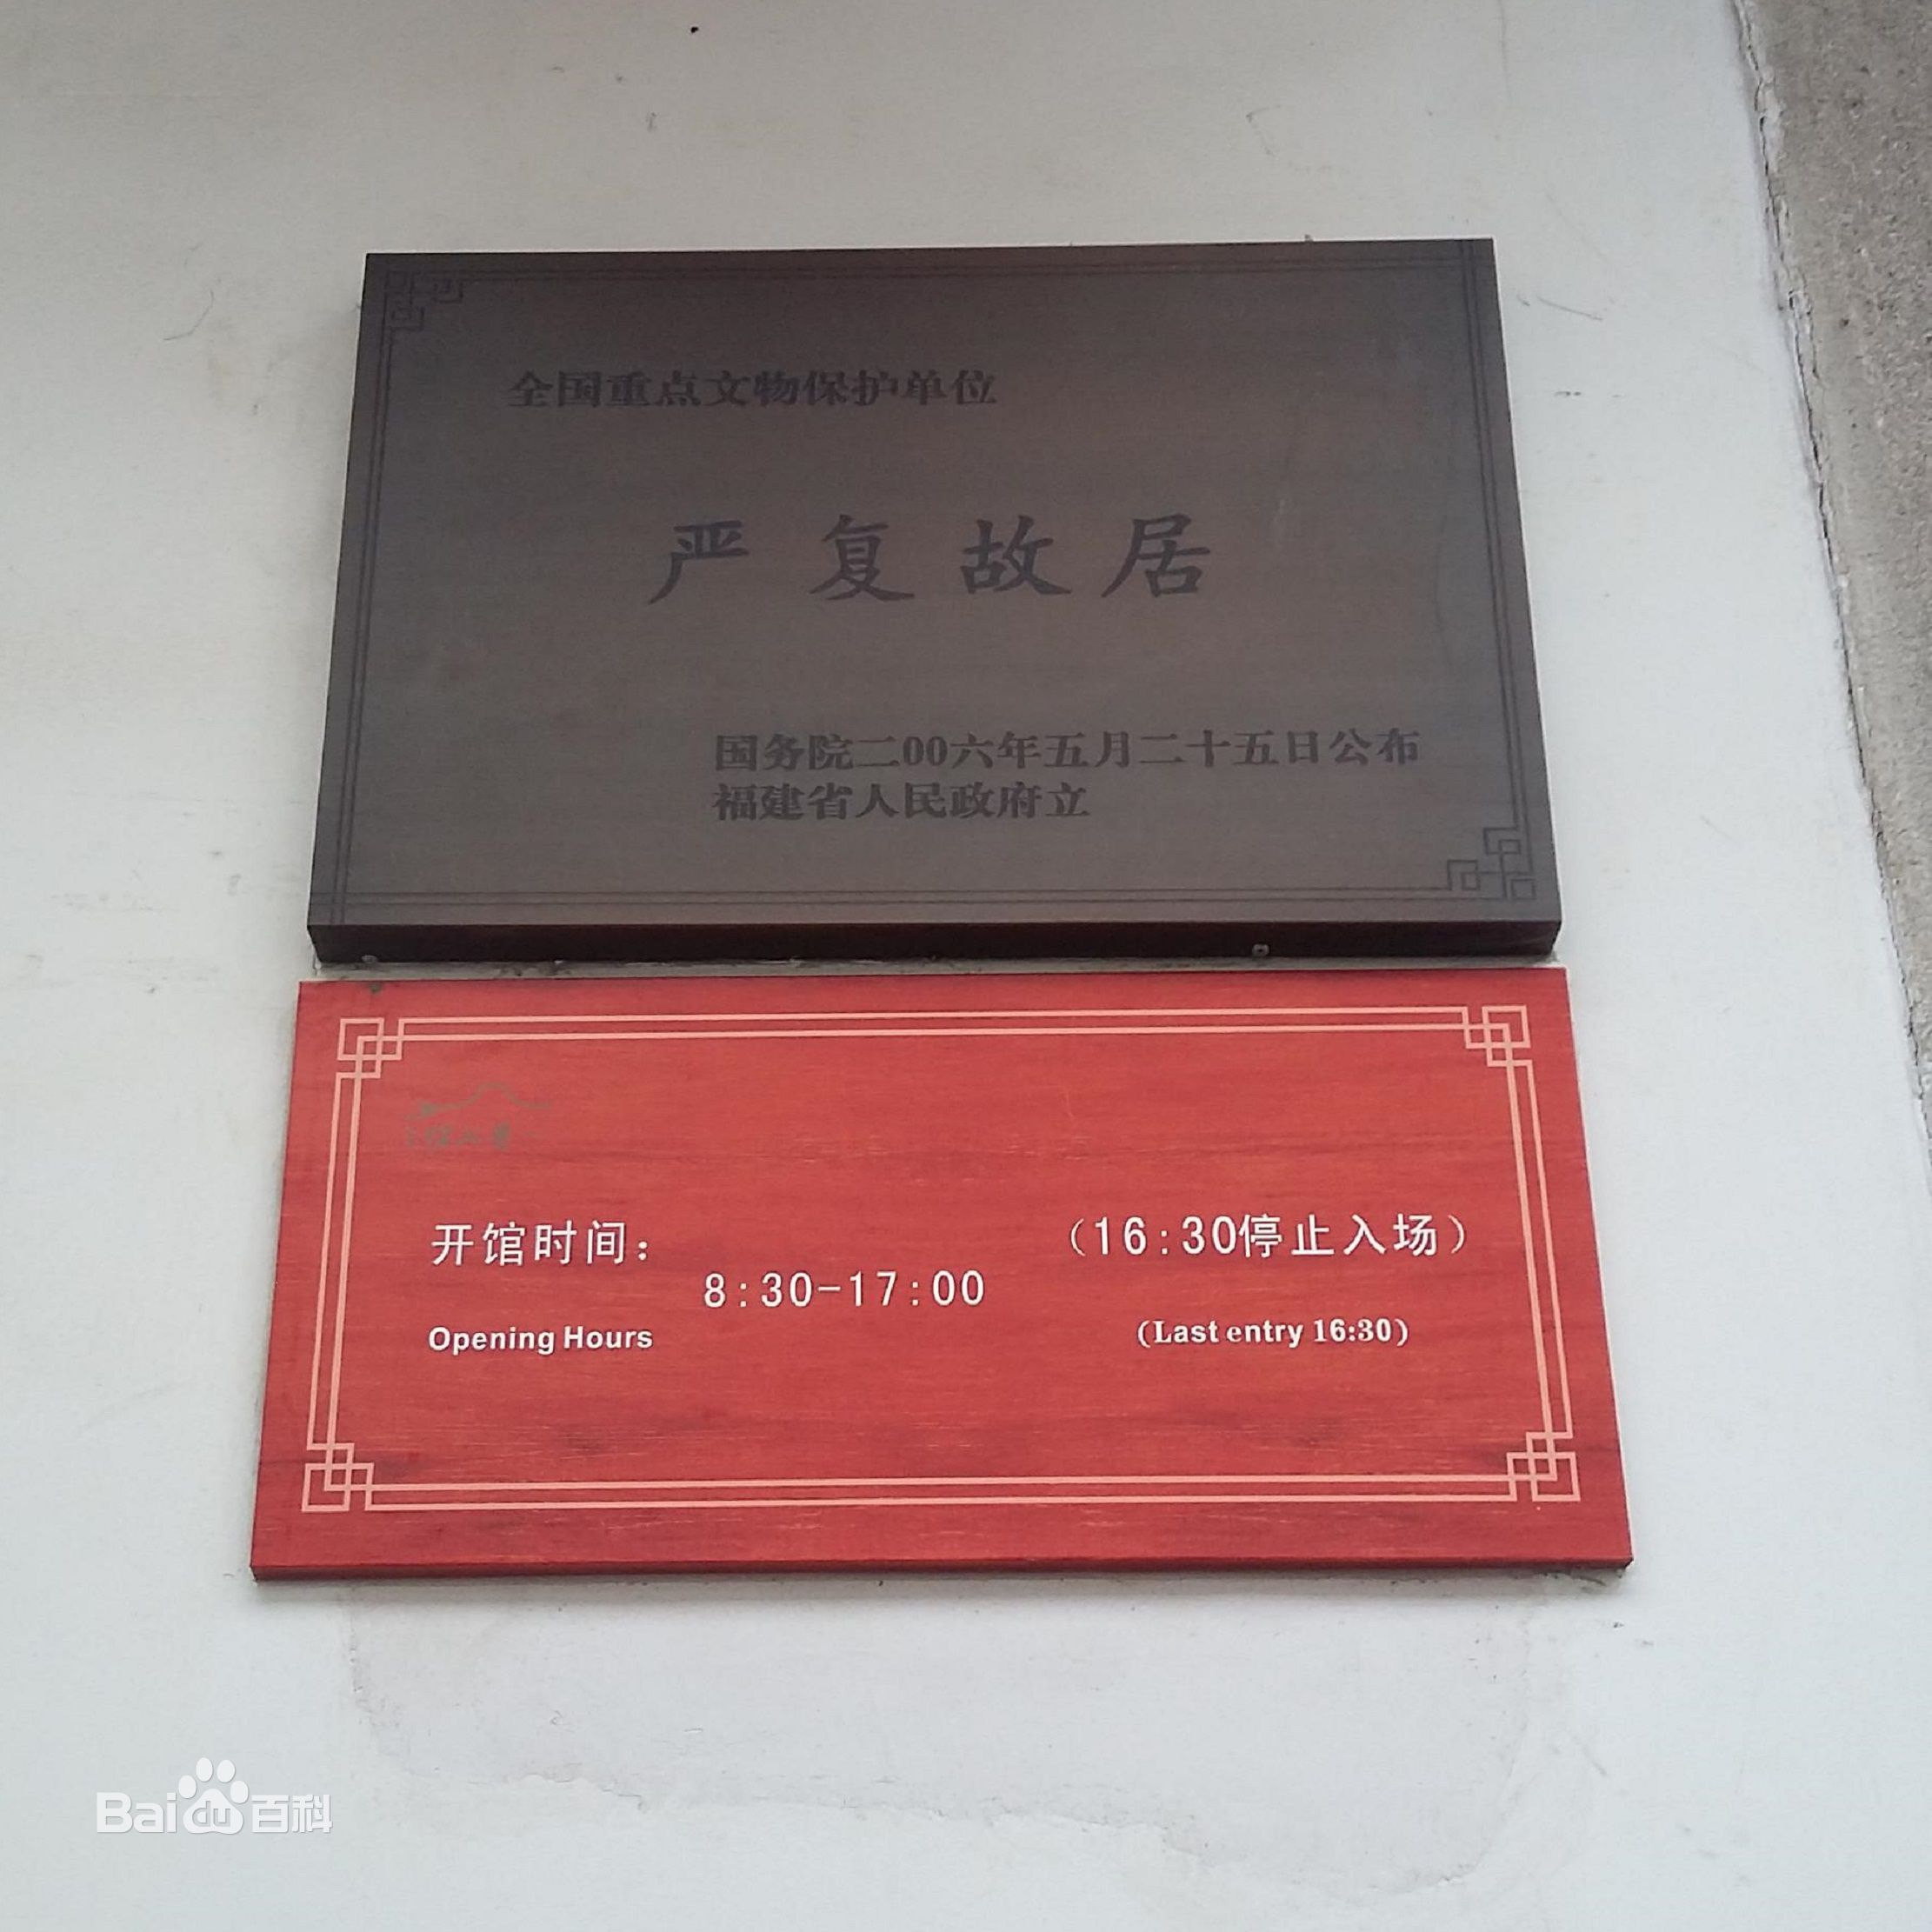 全国重点文物保护单位
严复故居
国务院二00六年五月二十五日公布
福建省人民政府立
开馆时间：
8:30-17:00
（16:30停止入场）
Opening Hours
(Last entry 16:30)
Baidu百科